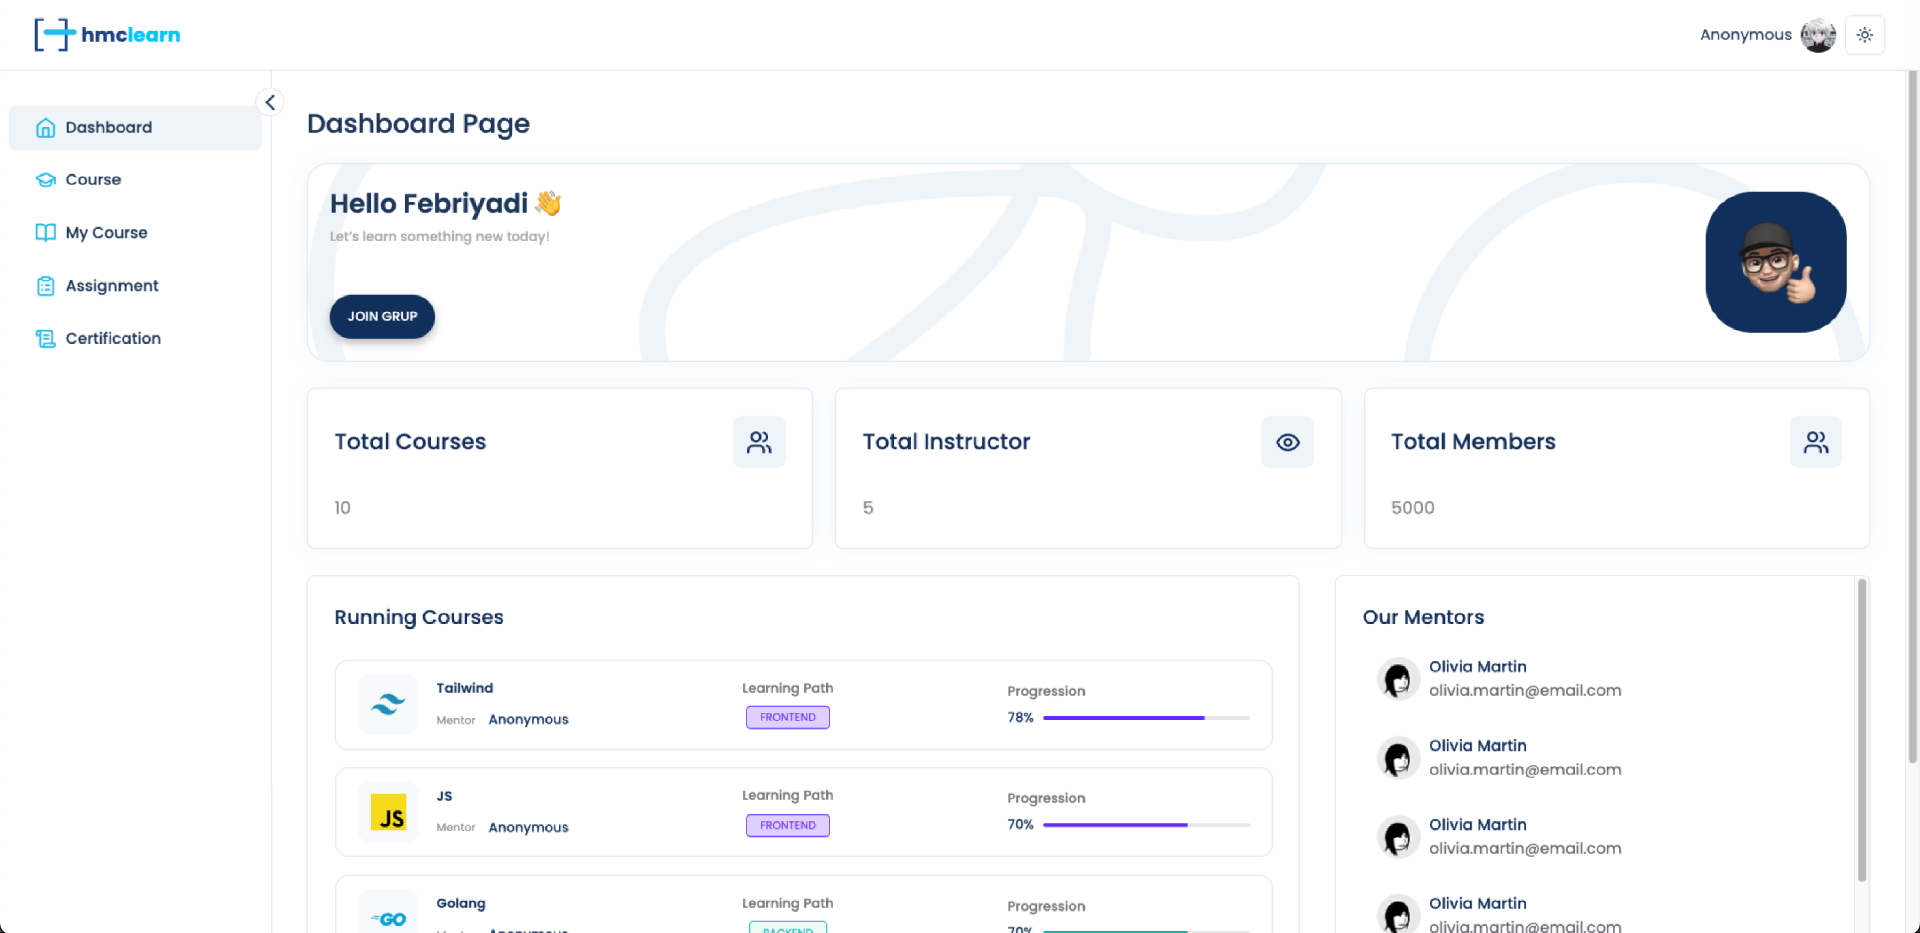 hmclearn
Anonymous
Dashboard
Course
My Course
Assignment
Certification
Dashboard Page
Hello Febriyadi 👋
Let's learn something new today!
JOIN GRUP
Total Courses
10
Total Instructor
5
Total Members
5000
Running Courses
Tailwind
Mentor Anonymous
Learning Path
FRONTEND
Progression
78%
JS
JS
Mentor Anonymous
Learning Path
FRONTEND
Progression
70%
GO
Golang
Mentor Anonymous
Learning Path
BACKEND
Progression
70%
Our Mentors
Olivia Martin
olivia.martin@email.com
Olivia Martin
olivia.martin@email.com
Olivia Martin
olivia.martin@email.com
Olivia Martin
olivia.martin@email.com